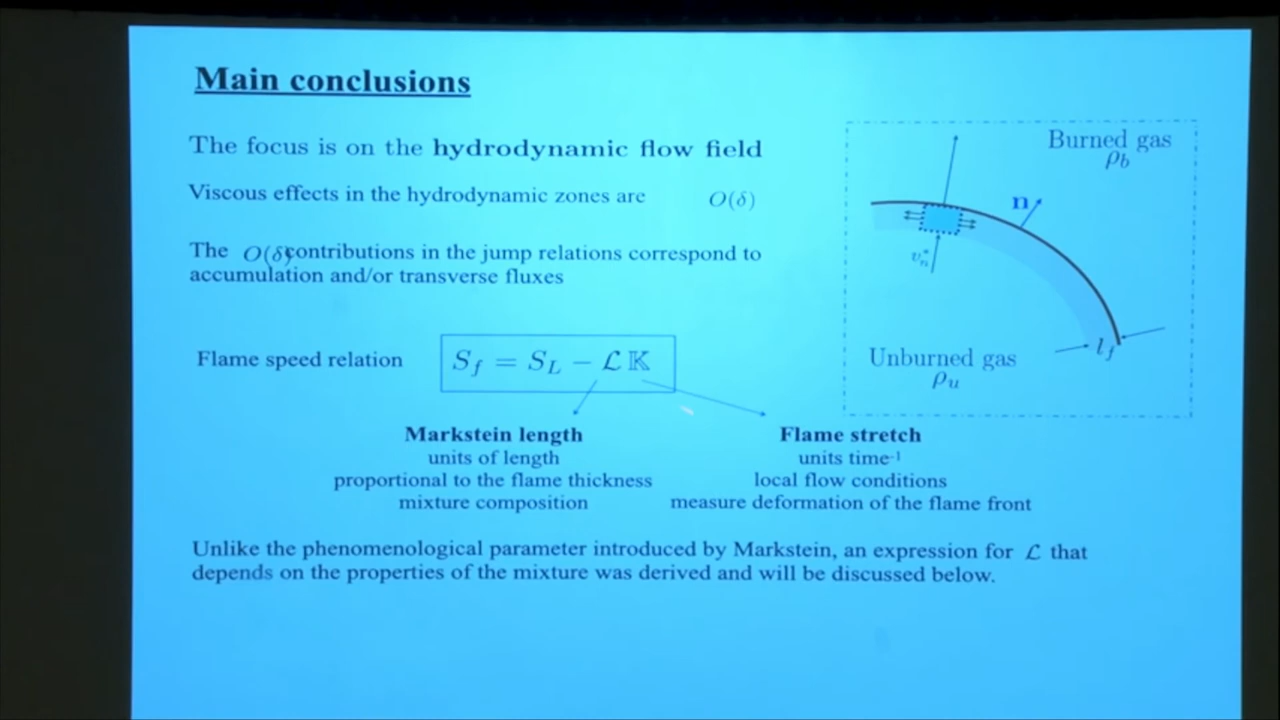 Main conclusions
The focus is on the hydrodynamic flow field
Viscous effects in the hydrodynamic zones are O(δ)
The O(δ) contributions in the jump relations correspond to
accumulation and/or transverse fluxes
Flame speed relation S_f = S_L − ℒ 𝕂
Markstein length
units of length
proportional to the flame thickness
mixture composition
Flame stretch
units time⁻¹
local flow conditions
measure deformation of the flame front
Unlike the phenomenological parameter introduced by Markstein, an expression for ℒ that
depends on the properties of the mixture was derived and will be discussed below.
Burned gas
ρ_b
n
v_n^*
l_f
Unburned gas
ρ_u